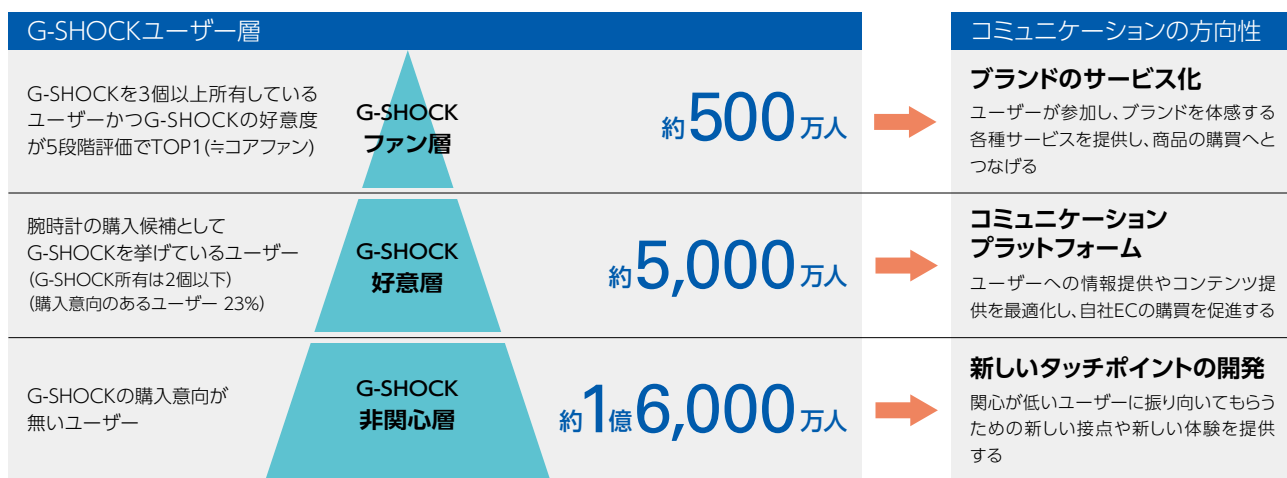 G-SHOCKユーザー層
コミュニケーションの方向性
G-SHOCKを3個以上所有している
ユーザーかつG-SHOCKの好意度
が5段階評価でTOP1(≒コアファン)
G-SHOCK
ファン層
約500万人
ブランドのサービス化
ユーザーが参加し、ブランドを体感する
各種サービスを提供し、商品の購買へと
つなげる
腕時計の購入候補として
G-SHOCKを挙げているユーザー
(G-SHOCK所有は2個以下)
(購入意向のあるユーザー 23%)
G-SHOCK
好意層
約5,000万人
コミュニケーション
プラットフォーム
ユーザーへの情報提供やコンテンツ提
供を最適化し、自社ECの購買を促進する
G-SHOCKの購入意向が
無いユーザー
G-SHOCK
非関心層
約1億6,000万人
新しいタッチポイントの開発
関心が低いユーザーに振り向いてもらう
ための新しい接点や新しい体験を提供
する